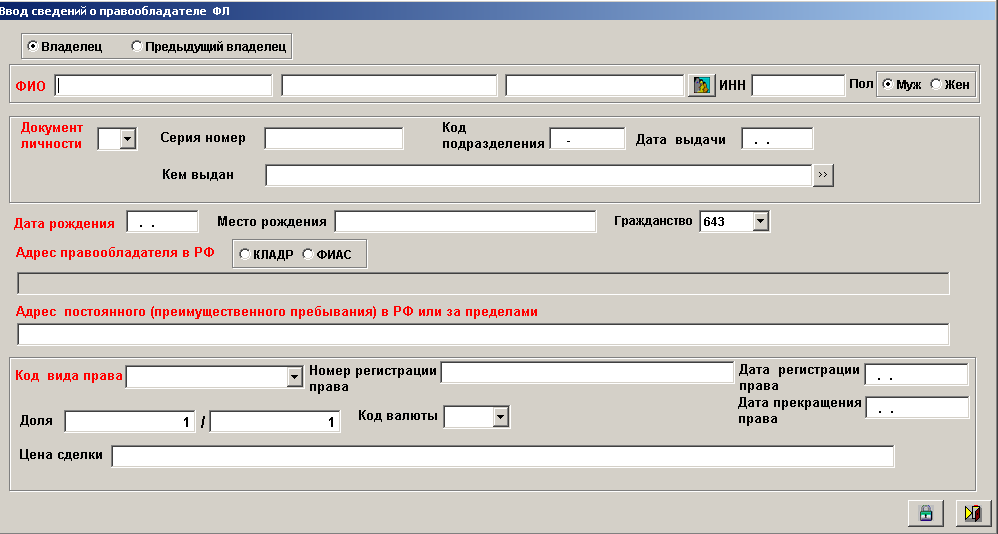 Ввод сведений о правообладателе ФЛ
Владелец Предыдущий владелец
ФИО ИНН Пол Муж Жен
Документ личности Серия номер Код подразделения - Дата выдачи . .
Кем выдан >>
Дата рождения . . Место рождения Гражданство 643
Адрес правообладателя в РФ КЛАДР ФИАС
Адрес постоянного (преимущественного пребывания) в РФ или за пределами
Код вида права Номер регистрации права Дата регистрации права . .
Дата прекращения права . .
Доля 1 / 1 Код валюты
Цена сделки